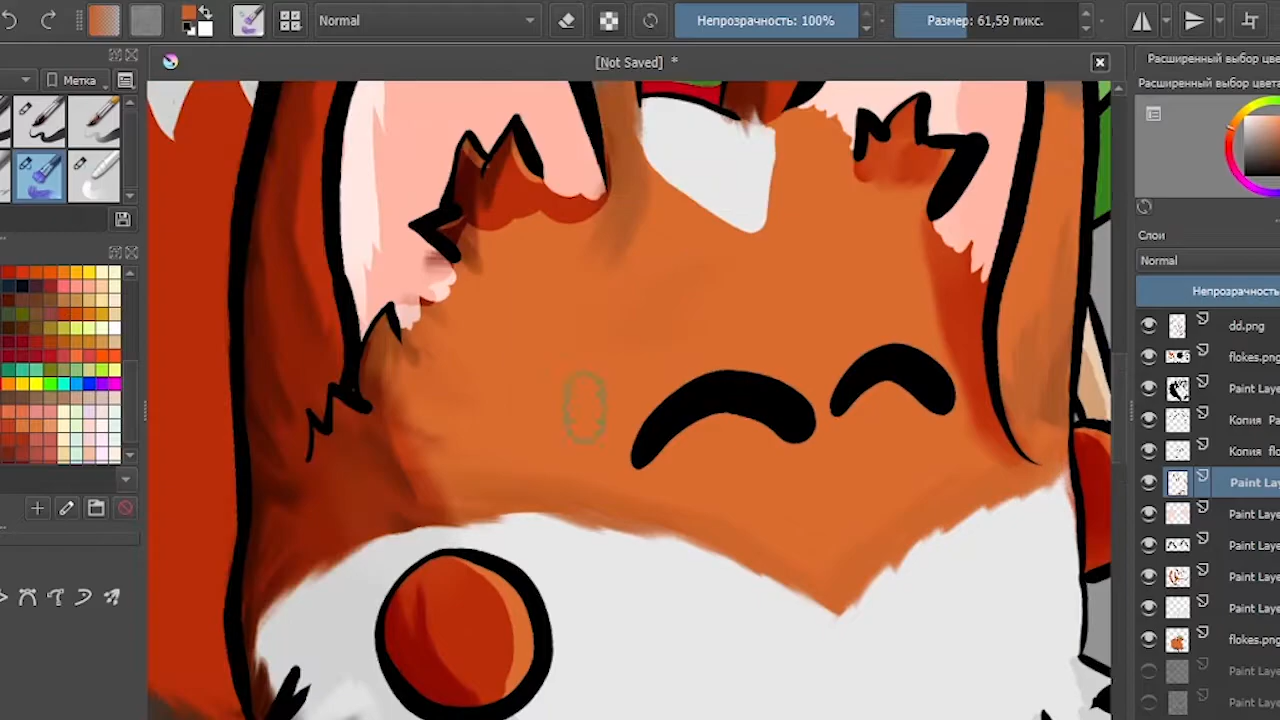 Normal
Непрозрачность: 100%
Размер: 61,59 пикс.
[Not Saved] *
Метка
Расширенный выбор цве
Расширенный выбор цве
Слои
Normal
Непрозрачность
dd.png
flokes.png
Paint Laye
Копия Pa
Копия flo
Paint Lay
Paint Laye
Paint Laye
Paint Laye
Paint Laye
flokes.png
Paint Laye
Paint Laye